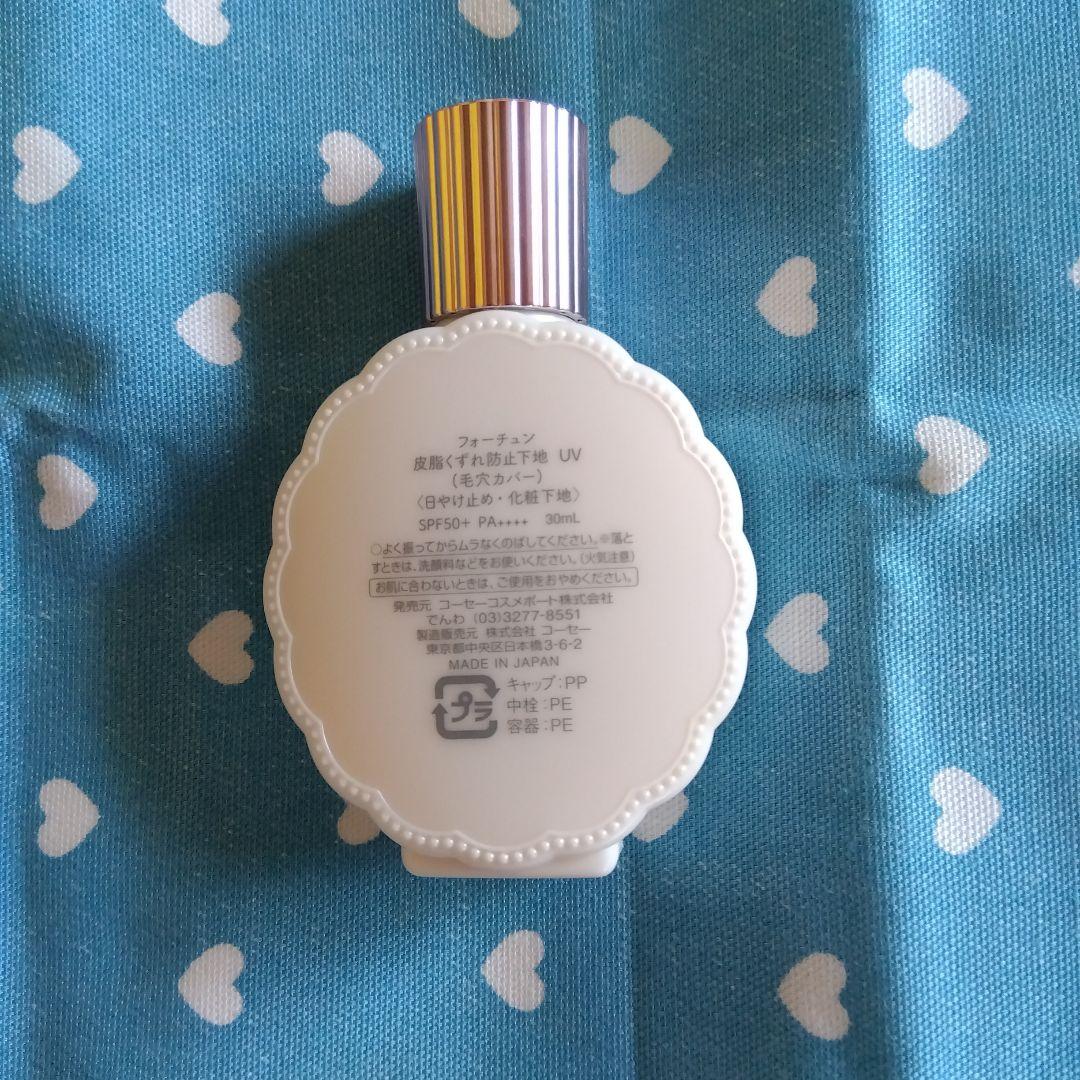 フォーチュン
皮脂くずれ防止下地 UV
(毛穴カバー)
〈日やけ止め・化粧下地〉
SPF50+ PA++++ 30mL
○よく振ってからムラなくのばしてください。※落と
すときは、洗顔料などをお使いください。(火気注意)
お肌に合わないときは、ご使用をおやめください。
発売元 コーセーコスメポート株式会社
でんわ (03)3277-8551
製造販売元 株式会社 コーセー
東京都中央区日本橋3-6-2
MADE IN JAPAN
プラ
キャップ:PP
中栓:PE
容器:PE